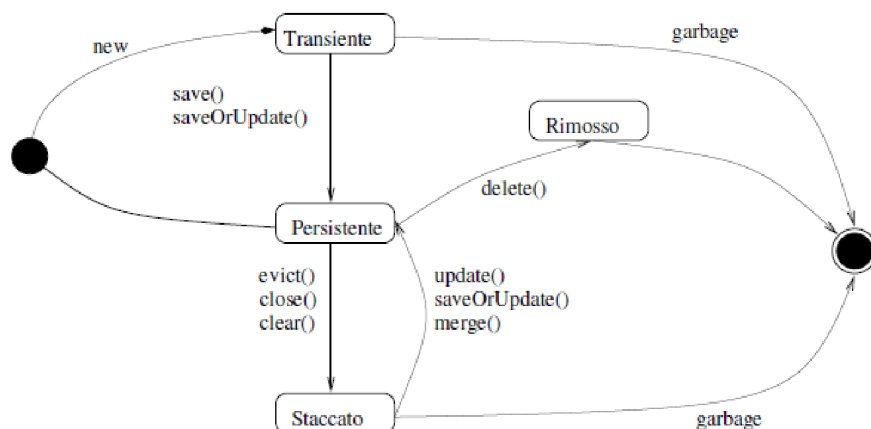 new
Transiente
garbage
save()
saveOrUpdate()
Rimosso
delete()
Persistente
evict()
close()
clear()
update()
saveOrUpdate()
merge()
Staccato
garbage